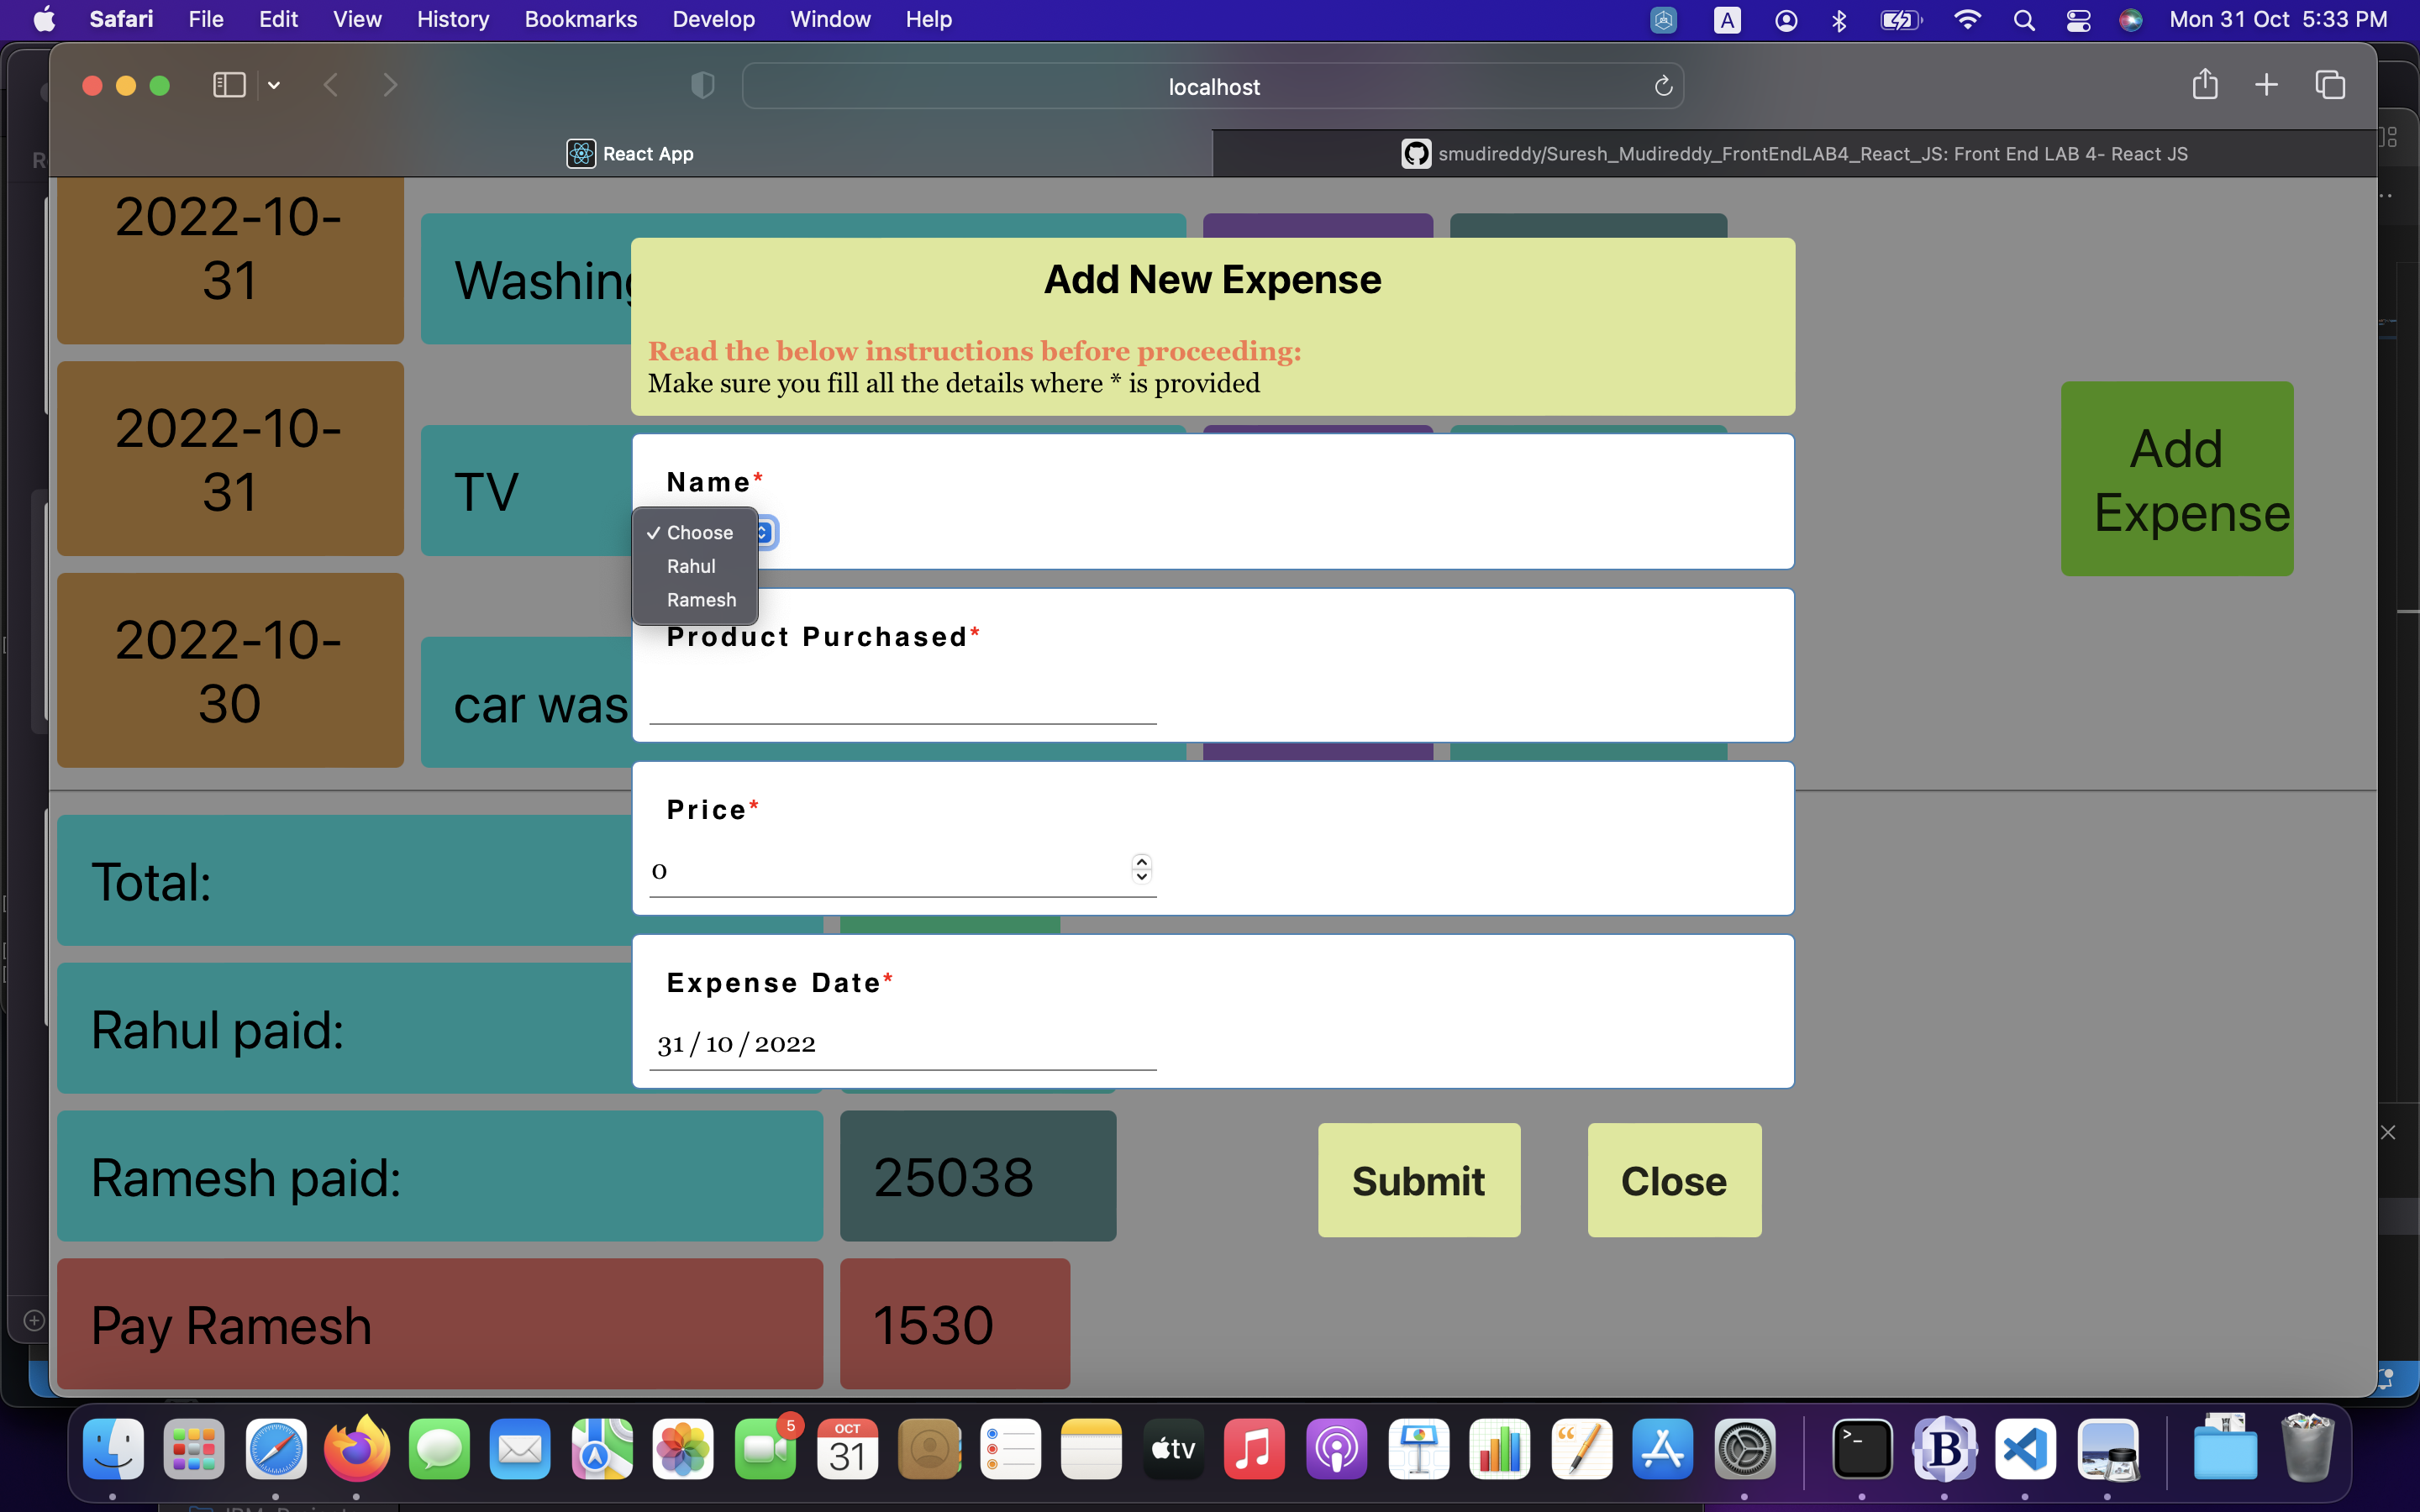 Safari File Edit View History Bookmarks Develop Window Help A Mon 31 Oct 5:33 PM
localhost
React App
smudireddy/Suresh_Mudireddy_FrontEndLAB4_React_JS: Front End LAB 4- React JS
2022-10-
31
Washing
Add New Expense
Read the below instructions before proceeding:
Make sure you fill all the details where * is provided
2022-10-
31
TV
Add
Expense
Name*
✓ Choose
Rahul
Ramesh
2022-10-
30
car was
Product Purchased*
Price*
0
Total:
Expense Date*
31/10/2022
Rahul paid:
Ramesh paid:
25038
Submit
Close
Pay Ramesh
1530
5
OCT
31
tv
>_
B